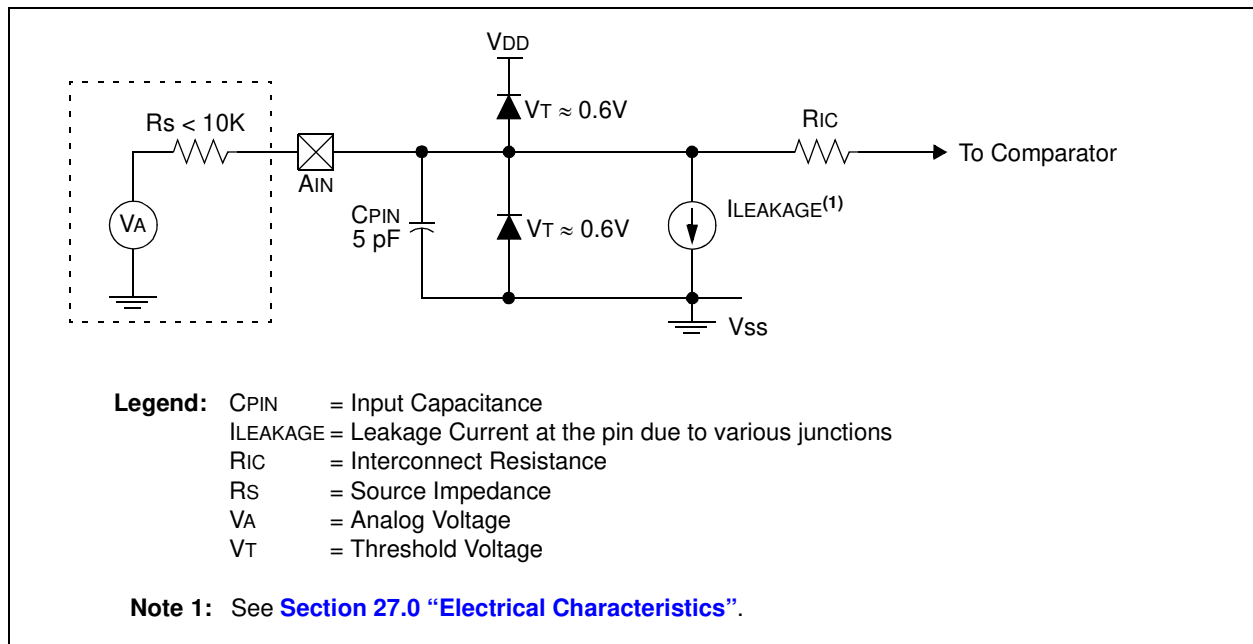 VDD
VT ≈ 0.6V
Rs < 10K
RIC
To Comparator
AIN
CPIN
5 pF
VT ≈ 0.6V
ILEAKAGE(1)
VA
Vss
Legend: CPIN = Input Capacitance
ILEAKAGE = Leakage Current at the pin due to various junctions
RIC = Interconnect Resistance
RS = Source Impedance
VA = Analog Voltage
VT = Threshold Voltage
Note 1: See Section 27.0 “Electrical Characteristics”.